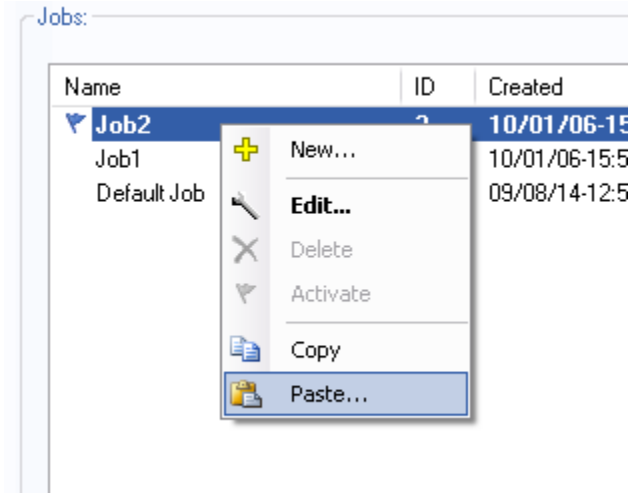 Jobs:
Name ID Created
Job2 2 10/01/06-15
Job1 10/01/06-15:5
Default Job 09/08/14-12:5
New...
Edit...
Delete
Activate
Copy
Paste...